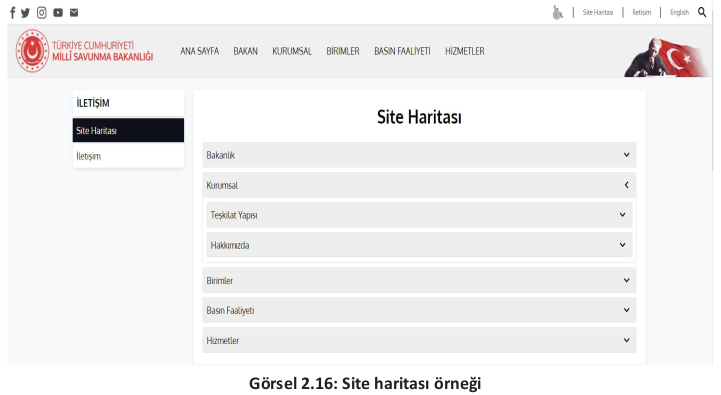 Site Haritası
İletişim
English
TÜRKİYE CUMHURİYETİ
MİLLÎ SAVUNMA BAKANLIĞI
ANA SAYFA
BAKAN
KURUMSAL
BİRİMLER
BASIN FAALİYETİ
HİZMETLER
İLETİŞİM
Site Haritası
İletişim
Site Haritası
Bakanlık
Kurumsal
Teşkilat Yapısı
Hakkımızda
Birimler
Basın Faaliyeti
Hizmetler
Görsel 2.16: Site haritası örneği